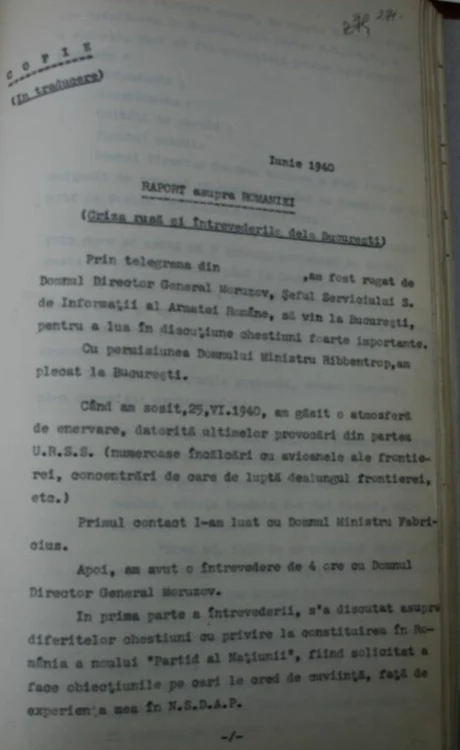 274.
C O P I E
(In traducere)
Iunie 1940
RAPORT asupra ROMANIEI
(Criza rusă şi întrevederile dela Bucureşti)
Prin telegrama din ,am fost rugat de
Domnul Director General Moruzov, Şeful Serviciului S.
de Informaţii al Armatei Române, să vin la Bucureşti,
pentru a lua în discuţiune chestiuni foarte importante.
Cu permisiunea Domnului Ministru Ribbentrop,am
plecat la Bucureşti.
Când am sosit,25,VI.1940, am găsit o atmosferă
de enervare, datorită ultimelor provocări din partea
U.R.S.S. (numeroase încălcări cu avioanele ale frontie-
rei, concentrări de care de luptă dealungul frontierei,
etc.)
Primul contact l-am luat cu Domnul Ministru Fabri-
cius.
Apoi, am avut o întrevedere de 4 ore cu Domnul
Director General Moruzov.
In prima parte a întrevederii, s'a discutat asupra
diferitelor chestiuni cu privire la constituirea în Ro-
mânia a noului "Partid al Naţiunii", fiind solicitat a
face obiecţiunile pe cari le cred de cuviinţă, faţă de
experienţa mea în N.S.D.A.P.
-/-